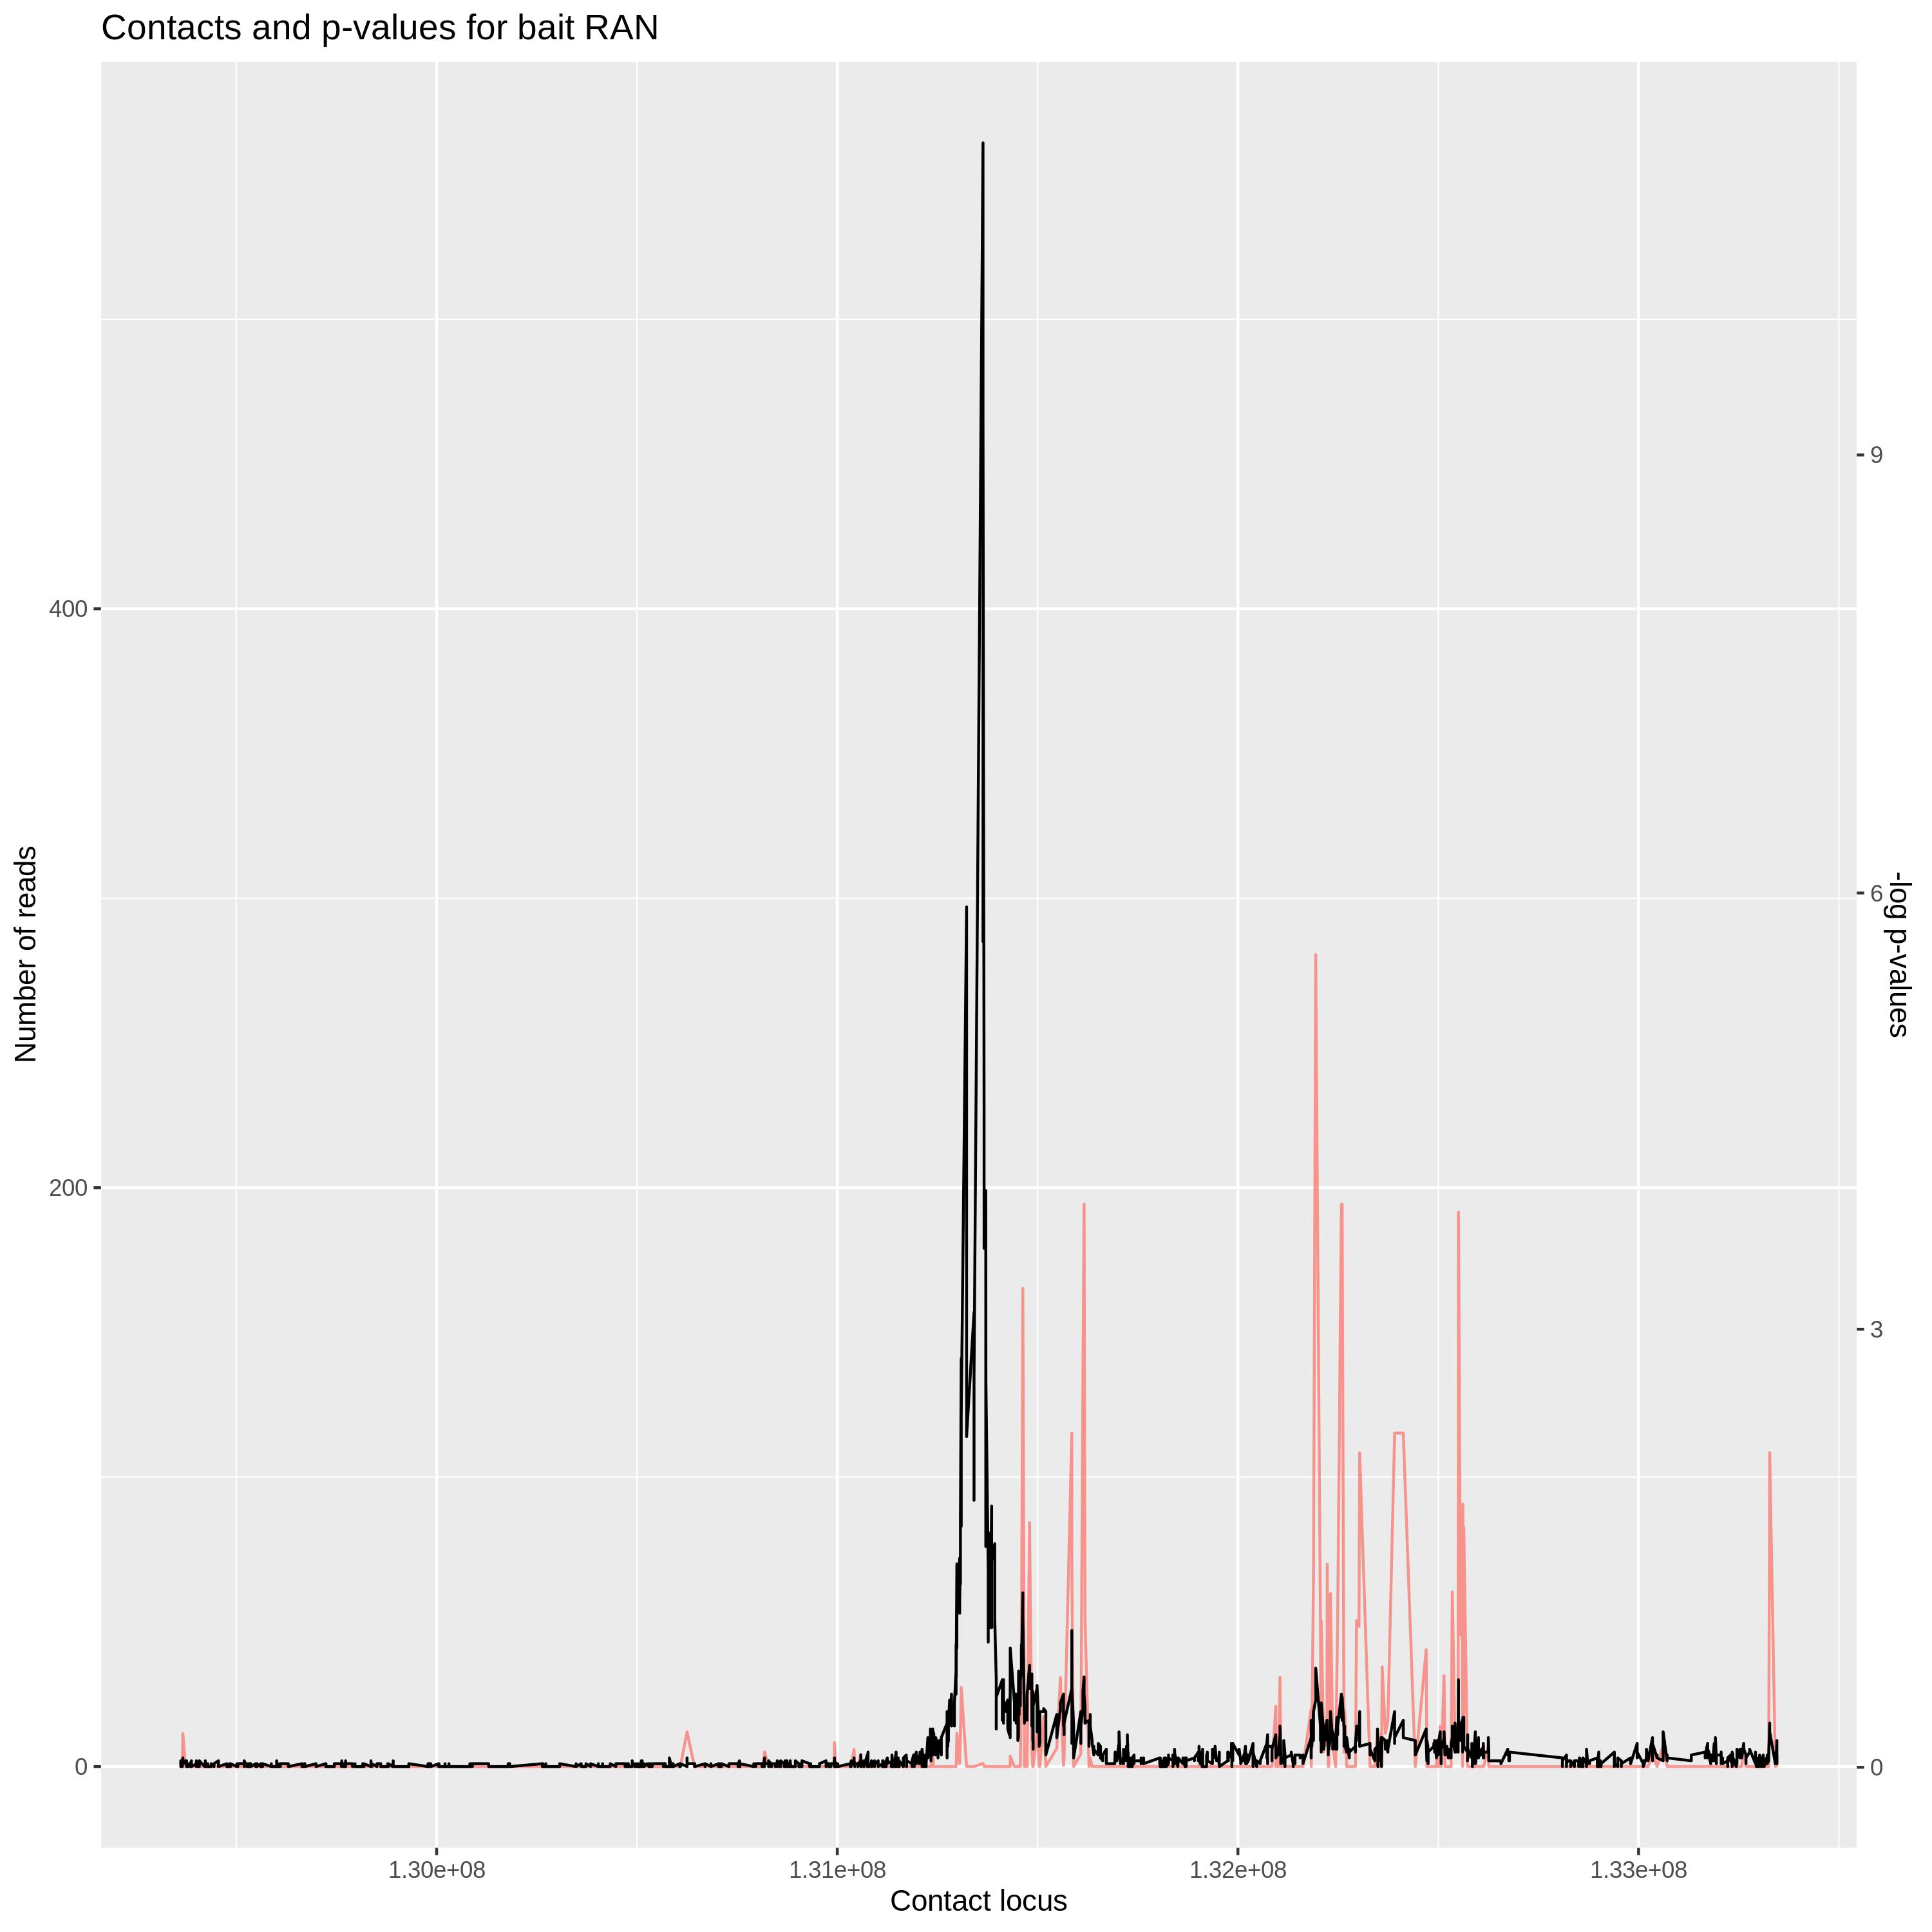 Contacts and p-values for bait RAN
Number of reads
400
200
0
9
6
3
0
-log p-values
1.30e+08
1.31e+08
1.32e+08
1.33e+08
Contact locus